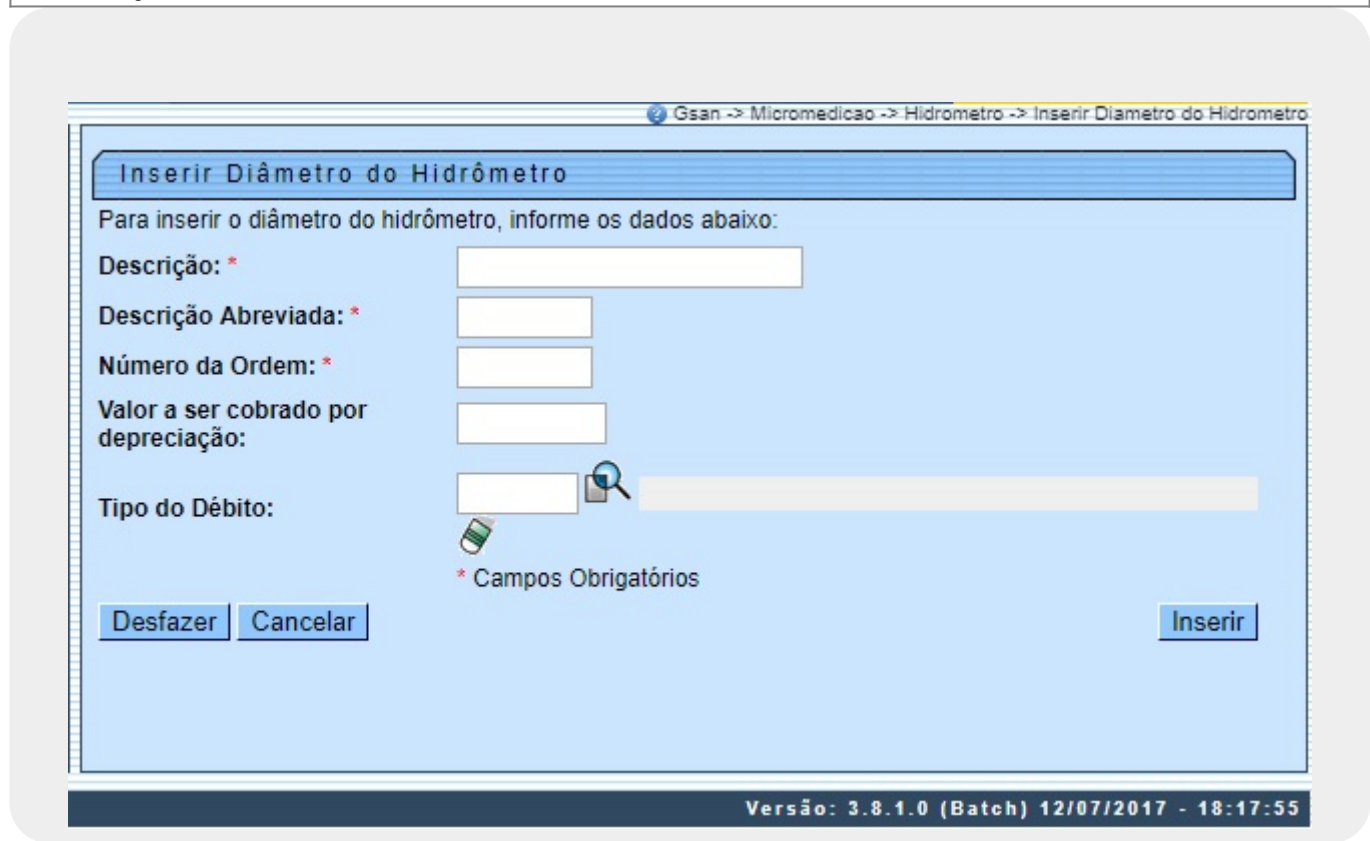 Gsan -> Micromedicao -> Hidrometro -> Inserir Diametro do Hidrometro
Inserir Diâmetro do Hidrômetro
Para inserir o diâmetro do hidrômetro, informe os dados abaixo:
Descrição: *
Descrição Abreviada: *
Número da Ordem: *
Valor a ser cobrado por
depreciação:
Tipo do Débito:
* Campos Obrigatórios
Desfazer Cancelar Inserir
Versão: 3.8.1.0 (Batch) 12/07/2017 - 18:17:55